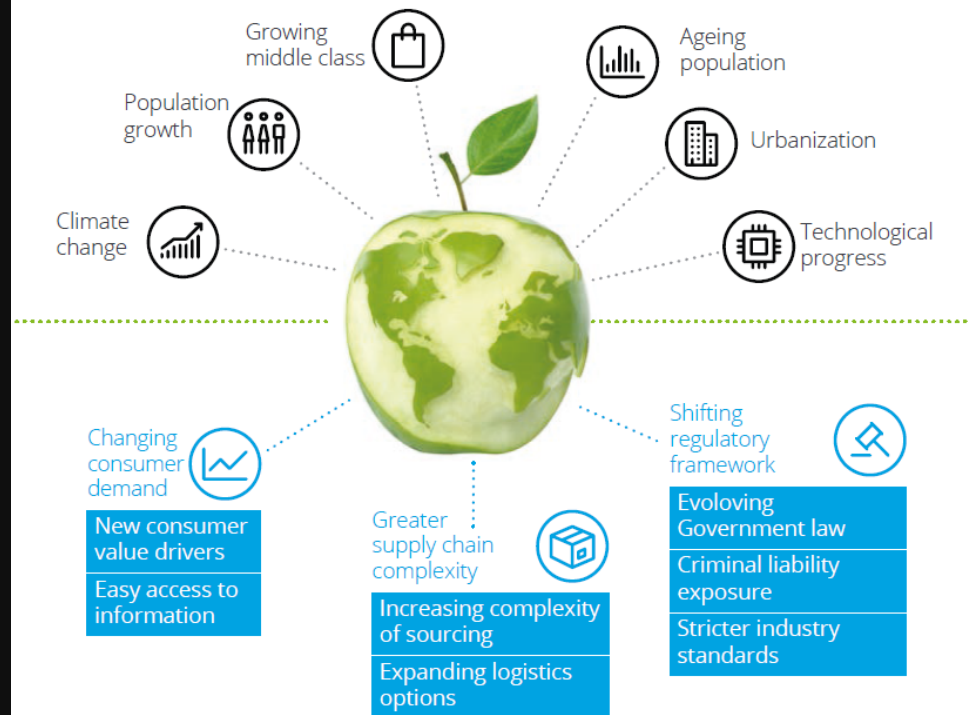 Growing
middle class
Ageing
population
Population
growth
Urbanization
Climate
change
Technological
progress
Changing
consumer
demand
New consumer
value drivers
Easy access to
information
Greater
supply chain
complexity
Increasing complexity
of sourcing
Expanding logistics
options
Shifting
regulatory
framework
Evoloving
Government law
Criminal liability
exposure
Stricter industry
standards